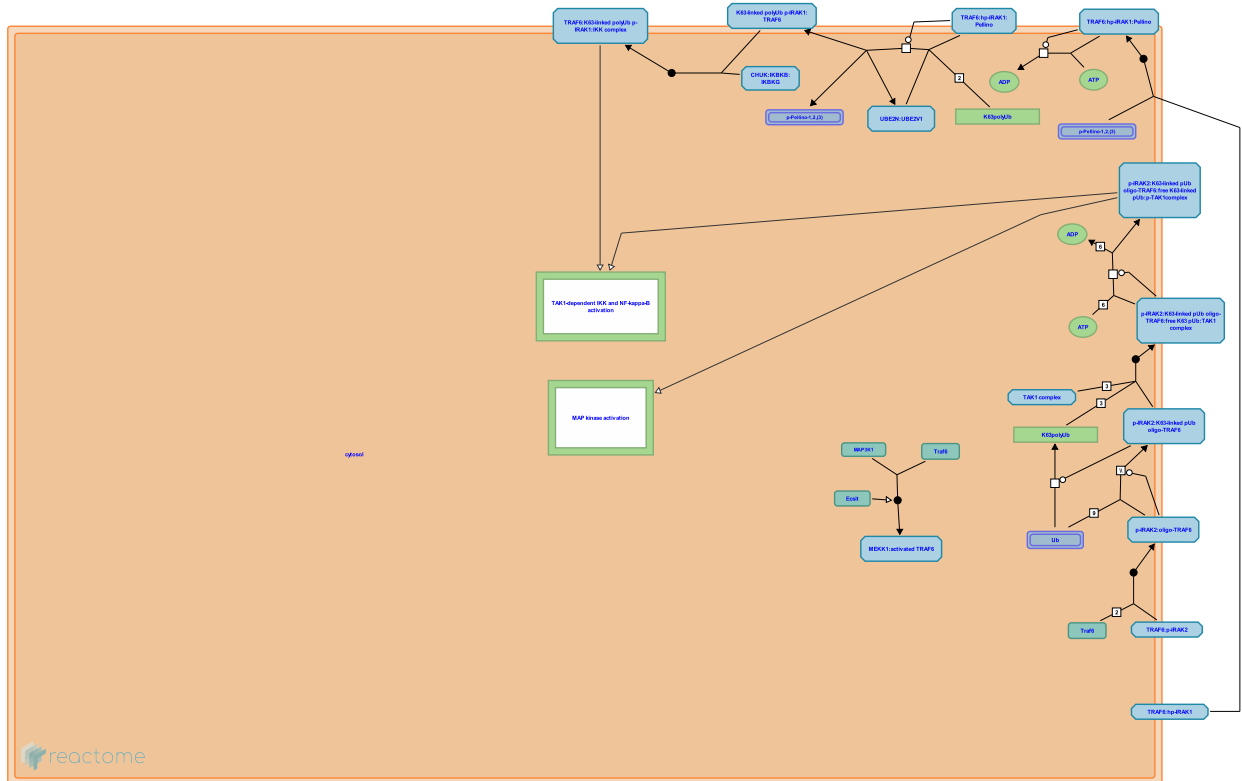 TRAF6:K63-linked polyUb p-
IRAK1:IKK complex
K63-linked polyUb p-IRAK1:
TRAF6
TRAF6:hp-IRAK1:
Pellino
TRAF6:hp-IRAK1:Pellino
CHUK:IKBKB:
IKBKG
ADP
ATP
2
p-Pellino-1,2,(3)
UBE2N:UBE2V1
K63polyUb
p-Pellino-1,2,(3)
p-IRAK2:K63-linked pUb
oligo-TRAF6:free K63-linked
pUb:p-TAK1complex
ADP
6
TAK1-dependent IKK and NF-kappa-B
activation
6
ATP
p-IRAK2:K63-linked pUb oligo-
TRAF6:free K63 pUb:TAK1
complex
MAP kinase activation
TAK1 complex
3
3
K63polyUb
p-IRAK2:K63-linked pUb
oligo-TRAF6
cytosol
MAP3K1
Traf6
Ecsit
9
p-IRAK2:oligo-TRAF6
Ub
MEKK1:activated TRAF6
2
Traf6
TRAF6:p-IRAK2
TRAF6:hp-IRAK1
reactome